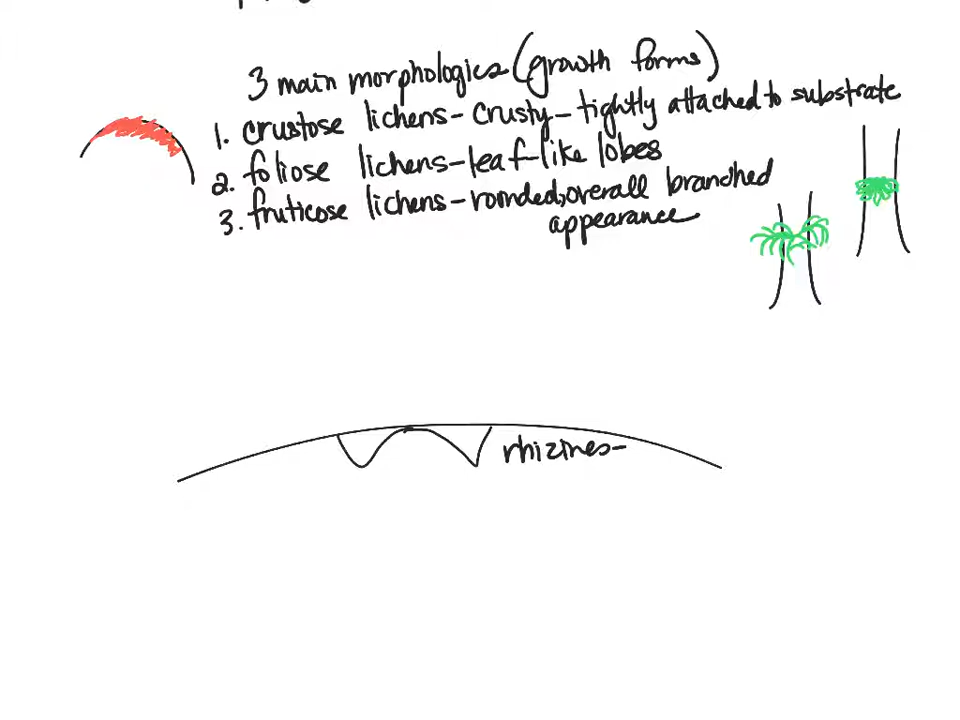 3 main morphologies (growth forms)
1. crustose lichens - crusty - tightly attached to substrate
2. foliose lichens - leaf-like lobes
3. fruticose lichens - rounded, overall branched
appearance
rhizines-